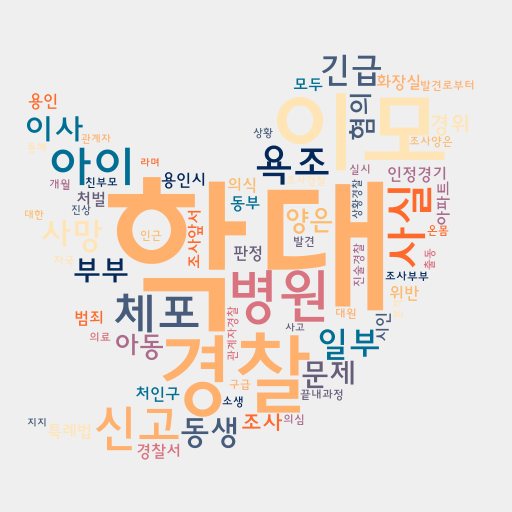 긴급
모두
화장실
발견로부터
용인
혐의
이모
이사
관계자
상황
경위
조사양은
아이
라며
욕조
실시
인정경기
개월
친부모
용인시
의식
처벌
동부
상황경찰
아파트
대한
진상
학대
양은
사실
온몸
사망
인근
조사앞서
판정
발견
진술경찰
출동
부부
병원
조사부부
위반
체포
범죄
대원
시인
관계자경찰
사고
일부
의료
아동
경찰
문제
처인구
구급
끝내과정
소생
신고
동생
조사
의심
지지
특례법
경찰서